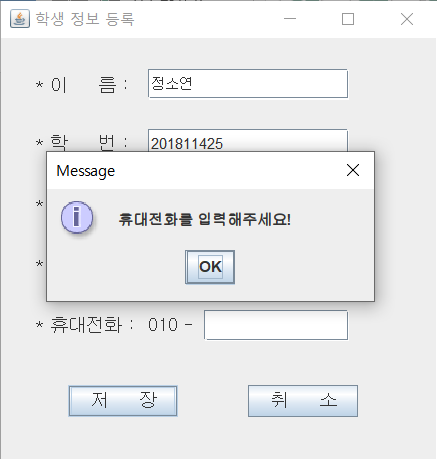 학생 정보 등록
* 이 름 : 정소연
* 학 번 : 201811425
Message
*
휴대전화를 입력해주세요!
*
OK
* 휴대전화 : 010 -
저 장 취 소